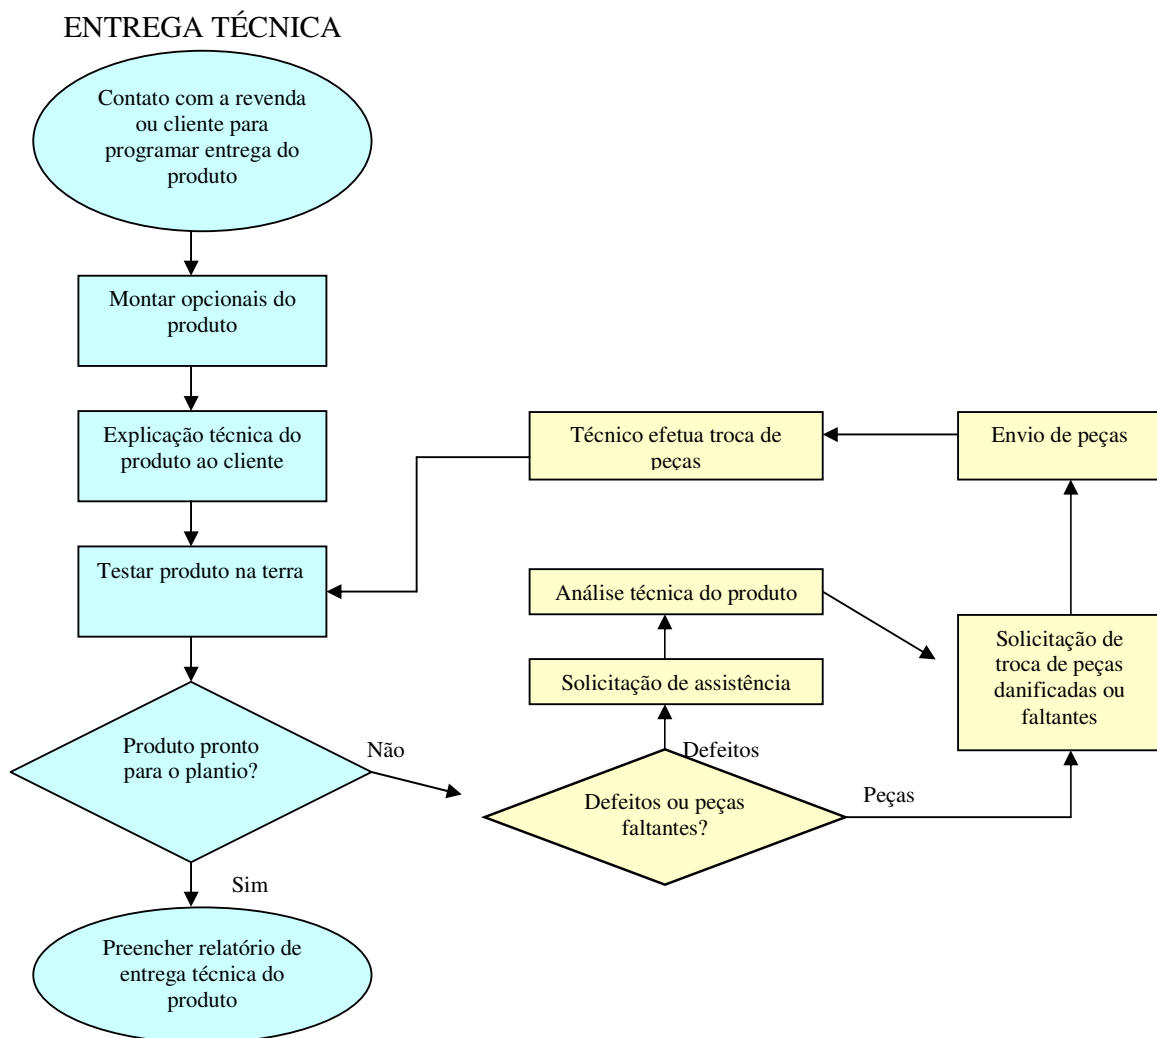 ENTREGA TÉCNICA
Contato com a revenda
ou cliente para
programar entrega do
produto
Montar opcionais do
produto
Explicação técnica do
produto ao cliente
Testar produto na terra
Produto pronto
para o plantio?
Não
Sim
Preencher relatório de
entrega técnica do
produto
Técnico efetua troca de
peças
Envio de peças
Análise técnica do produto
Solicitação de assistência
Defeitos
Defeitos ou peças
faltantes?
Peças
Solicitação de
troca de peças
danificadas ou
faltantes